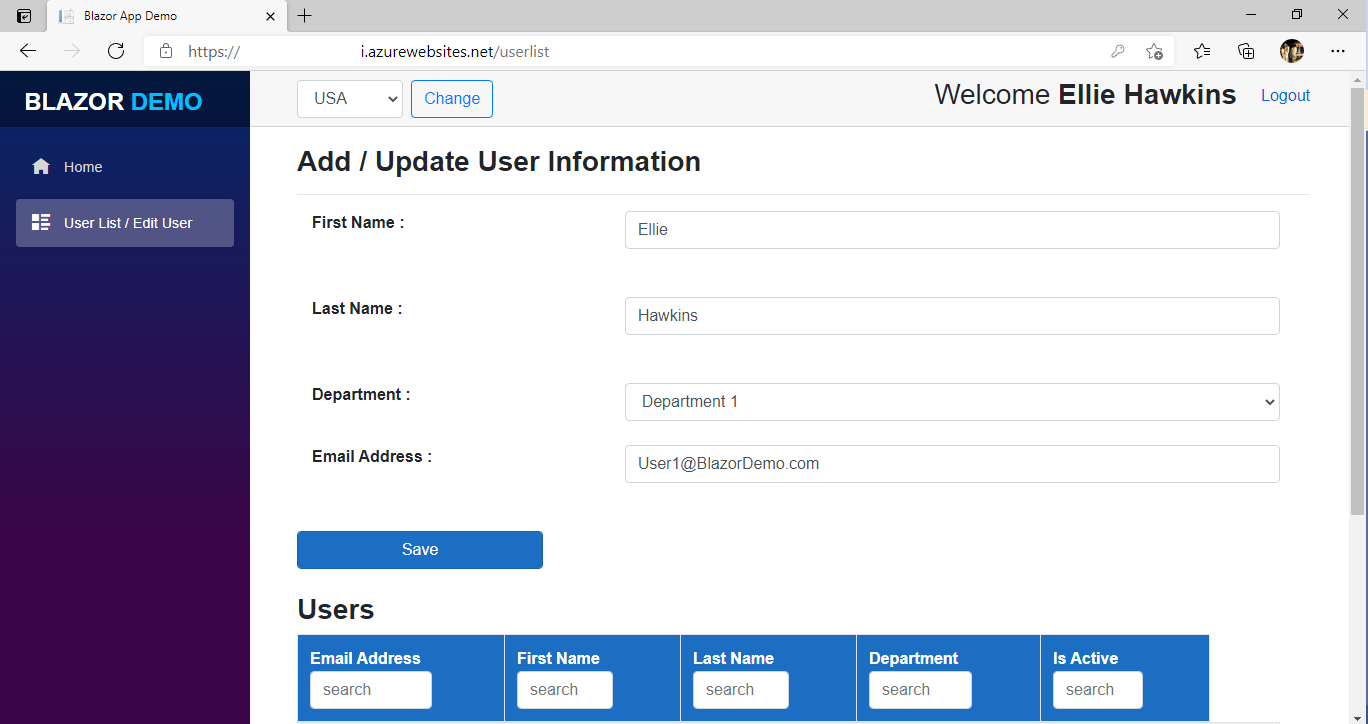 Blazor App Demo
https:// i.azurewebsites.net/userlist
BLAZOR DEMO
USA
Change
Welcome Ellie Hawkins
Logout
Home
User List / Edit User
Add / Update User Information
First Name :
Ellie
Last Name :
Hawkins
Department :
Department 1
Email Address :
User1@BlazorDemo.com
Save
Users
Email Address First Name Last Name Department Is Active
search search search search search